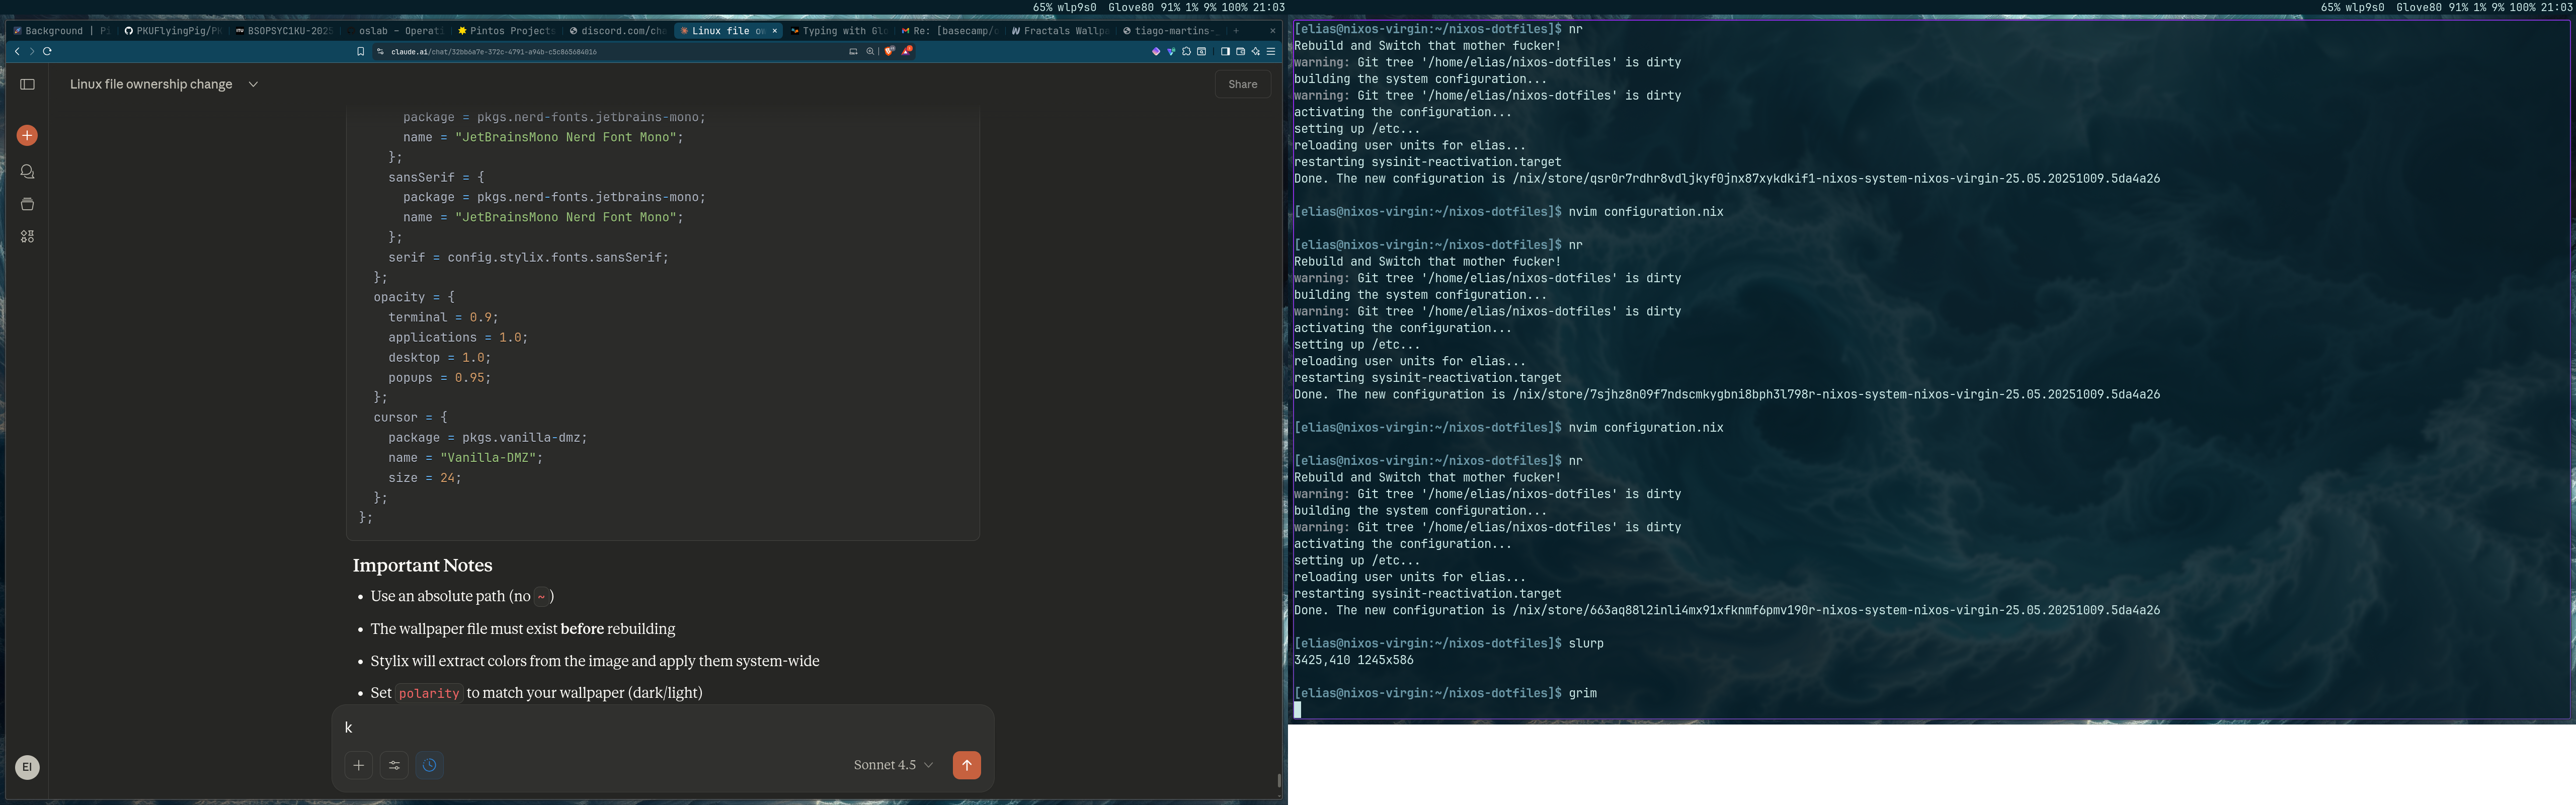 65% wlp9s0 Glove80 91% 1% 9% 100% 21:03
65% wlp9s0 Glove80 91% 1% 9% 100% 21:03
Background | Pi
PKUFlyingPig/PK
BSOPSYC1KU-2025
oslab – Operati
Pintos Projects
discord.com/cha
Linux file ow
Typing with Glo
Re: [basecamp/o
Fractals Wallpa
tiago-martins-
claude.ai/chat/32bb6a7e-372c-4791-a94b-c5c865684016
Linux file ownership change
Share
package = pkgs.nerd-fonts.jetbrains-mono;
name = "JetBrainsMono Nerd Font Mono";
};
sansSerif = {
package = pkgs.nerd-fonts.jetbrains-mono;
name = "JetBrainsMono Nerd Font Mono";
};
serif = config.stylix.fonts.sansSerif;
};
opacity = {
terminal = 0.9;
applications = 1.0;
desktop = 1.0;
popups = 0.95;
};
cursor = {
package = pkgs.vanilla-dmz;
name = "Vanilla-DMZ";
size = 24;
};
};
Important Notes
• Use an absolute path (no ~)
• The wallpaper file must exist before rebuilding
• Stylix will extract colors from the image and apply them system-wide
• Set polarity to match your wallpaper (dark/light)
k
Sonnet 4.5
EI
[elias@nixos-virgin:~/nixos-dotfiles]$ nr
Rebuild and Switch that mother fucker!
warning: Git tree '/home/elias/nixos-dotfiles' is dirty
building the system configuration...
warning: Git tree '/home/elias/nixos-dotfiles' is dirty
activating the configuration...
setting up /etc...
reloading user units for elias...
restarting sysinit-reactivation.target
Done. The new configuration is /nix/store/qsr0r7rdhr8vdljkyf0jnx87xykdkif1-nixos-system-nixos-virgin-25.05.20251009.5da4a26
[elias@nixos-virgin:~/nixos-dotfiles]$ nvim configuration.nix
[elias@nixos-virgin:~/nixos-dotfiles]$ nr
Rebuild and Switch that mother fucker!
warning: Git tree '/home/elias/nixos-dotfiles' is dirty
building the system configuration...
warning: Git tree '/home/elias/nixos-dotfiles' is dirty
activating the configuration...
setting up /etc...
reloading user units for elias...
restarting sysinit-reactivation.target
Done. The new configuration is /nix/store/7sjhz8n09f7ndscmkygbni8bph3l798r-nixos-system-nixos-virgin-25.05.20251009.5da4a26
[elias@nixos-virgin:~/nixos-dotfiles]$ nvim configuration.nix
[elias@nixos-virgin:~/nixos-dotfiles]$ nr
Rebuild and Switch that mother fucker!
warning: Git tree '/home/elias/nixos-dotfiles' is dirty
building the system configuration...
warning: Git tree '/home/elias/nixos-dotfiles' is dirty
activating the configuration...
setting up /etc...
reloading user units for elias...
restarting sysinit-reactivation.target
Done. The new configuration is /nix/store/663aq88l2inli4mx91xfknmf6pmv190r-nixos-system-nixos-virgin-25.05.20251009.5da4a26
[elias@nixos-virgin:~/nixos-dotfiles]$ slurp
3425,410 1245x586
[elias@nixos-virgin:~/nixos-dotfiles]$ grim